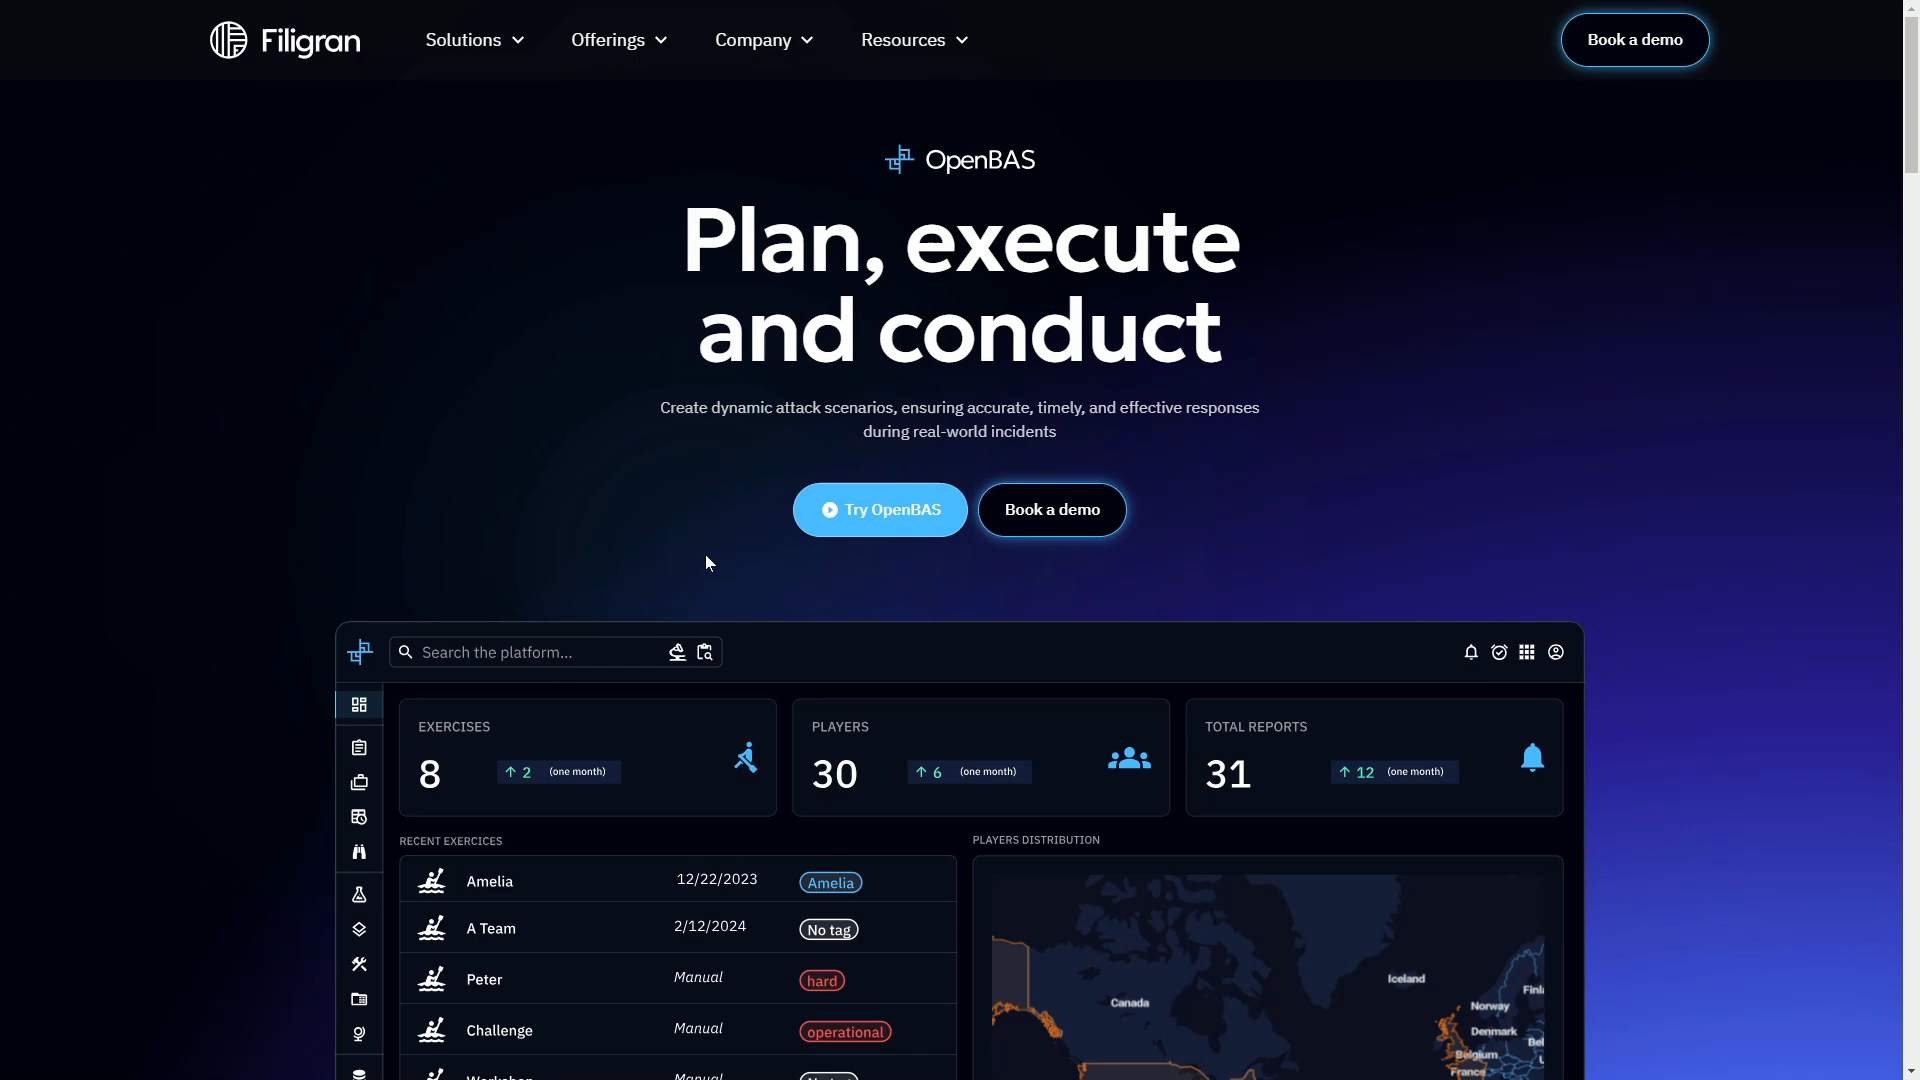 Filigran
Solutions
Offerings
Company
Resources
Book a demo
OpenBAS
Plan, execute
and conduct
Create dynamic attack scenarios, ensuring accurate, timely, and effective responses
during real-world incidents
Try OpenBAS
Book a demo
Search the platform...
EXERCISES
8
2 (one month)
PLAYERS
30
6 (one month)
TOTAL REPORTS
31
12 (one month)
RECENT EXERCICES
Amelia 12/22/2023 Amelia
A Team 2/12/2024 No tag
Peter Manual hard
Challenge Manual operational
PLAYERS DISTRIBUTION
Canada
Iceland
Norway
Denmark
Belgium
France